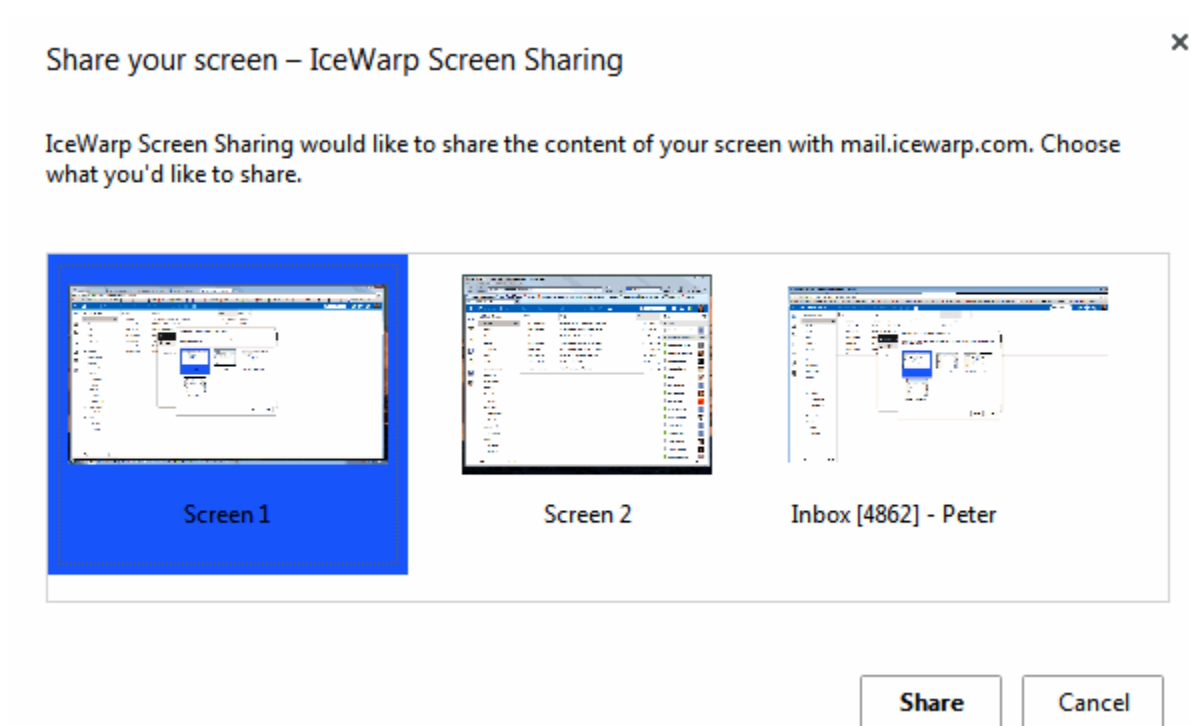 Share your screen – IceWarp Screen Sharing
IceWarp Screen Sharing would like to share the content of your screen with mail.icewarp.com. Choose
what you'd like to share.
Screen 1
Screen 2
Inbox [4862] - Peter
Share
Cancel